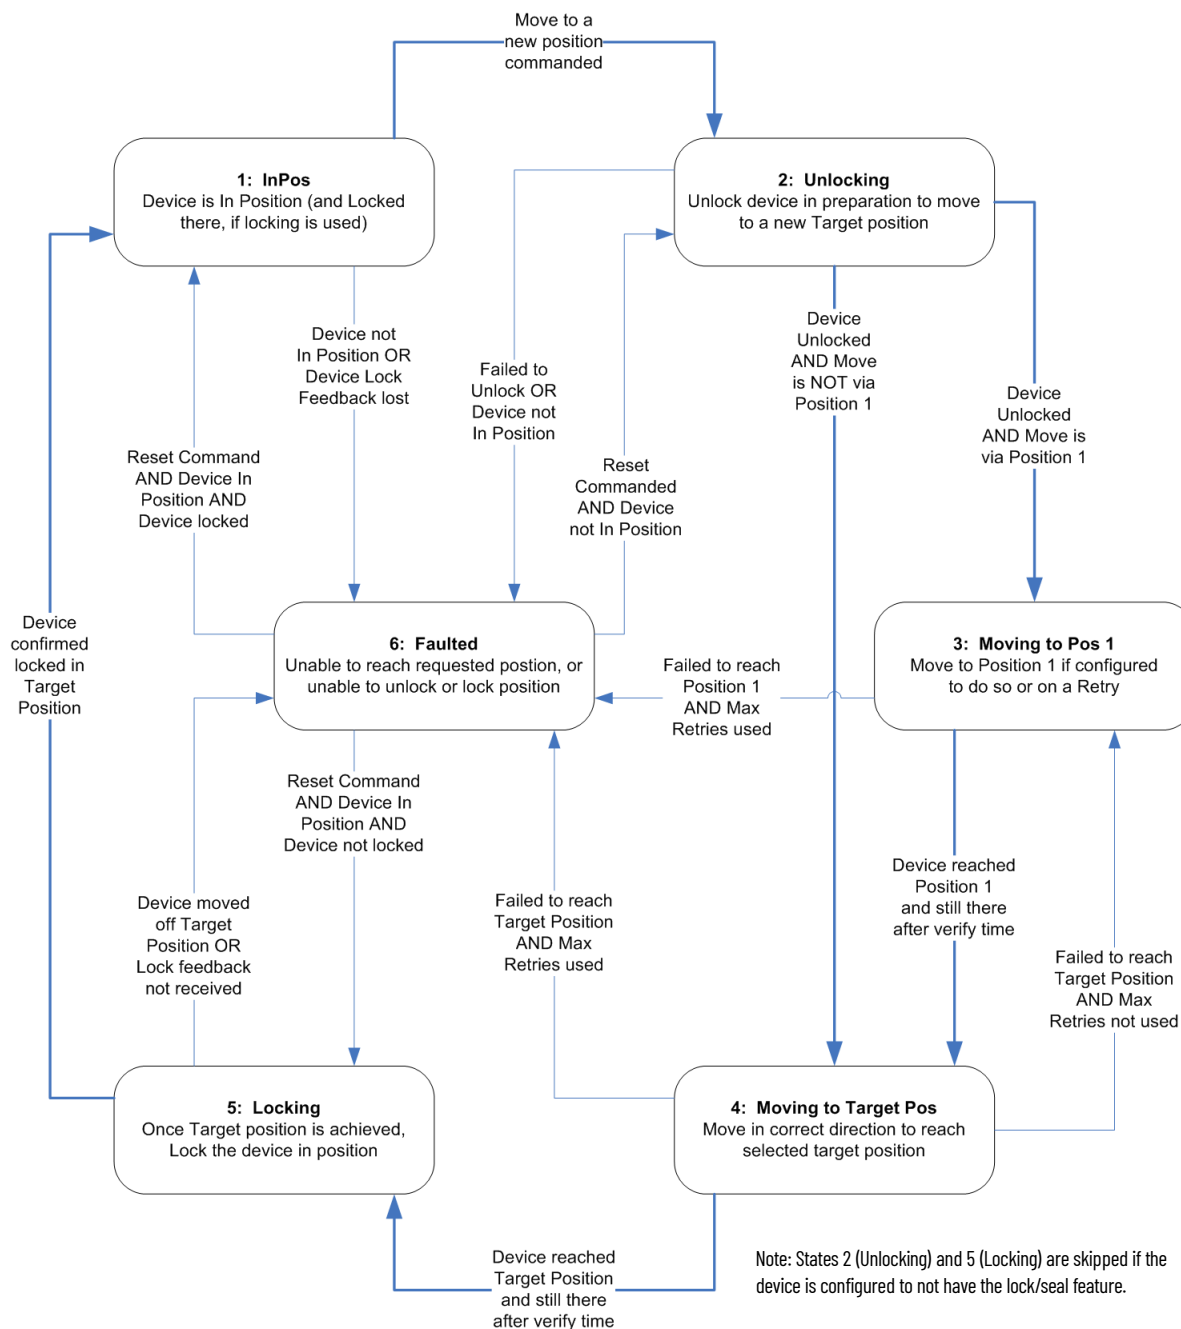 Move to a
new position
commanded
1:  InPos
Device is In Position (and Locked
there, if locking is used)
2:  Unlocking
Unlock device in preparation to move
to a new Target position
Device not
In Position OR
Device Lock
Feedback lost
Failed to
Unlock OR
Device not
In Position
Device
Unlocked
AND Move
is NOT via
Position 1
Device
Unlocked
AND Move is
via Position 1
Reset Command
AND Device In
Position AND
Device locked
Reset
Commanded
AND Device
not In Position
Device
confirmed
locked in
Target
Position
6:  Faulted
Unable to reach requested postion, or
unable to unlock or lock position
Failed to reach
Position 1
AND Max
Retries used
3:  Moving to Pos 1
Move to Position 1 if configured
to do so or on a Retry
Reset Command
AND Device In
Position AND
Device not locked
Device moved
off Target
Position OR
Lock feedback
not received
Failed to reach
Target Position
AND Max
Retries used
Device reached
Position 1
and still there
after verify time
Failed to reach
Target Position
AND Max
Retries not used
5:  Locking
Once Target position is achieved,
Lock the device in position
4:  Moving to Target Pos
Move in correct direction to reach
selected target position
Device reached
Target Position
and still there
after verify time
Note: States 2 (Unlocking) and 5 (Locking) are skipped if the
device is configured to not have the lock/seal feature.